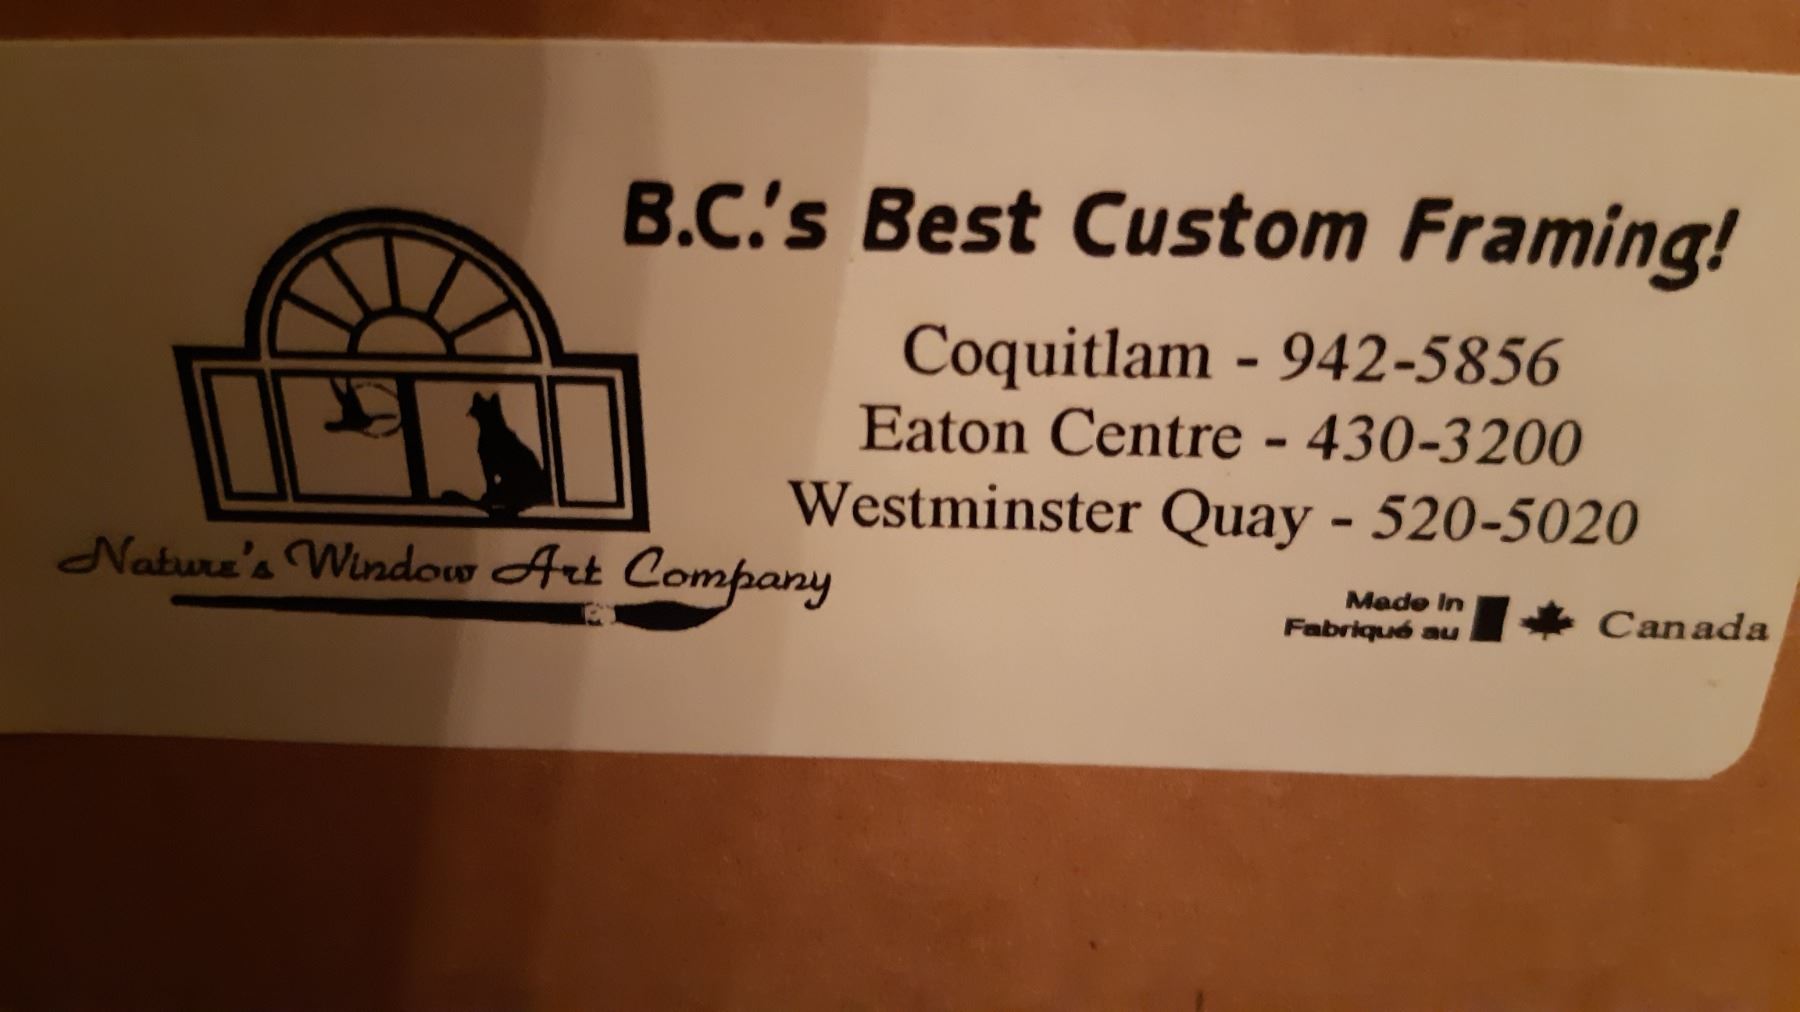 B.C.'s Best Custom Framing!
Coquitlam - 942-5856
Eaton Centre - 430-3200
Westminster Quay - 520-5020
Nature's Window Art Company
Made in
Fabriqué au
Canada